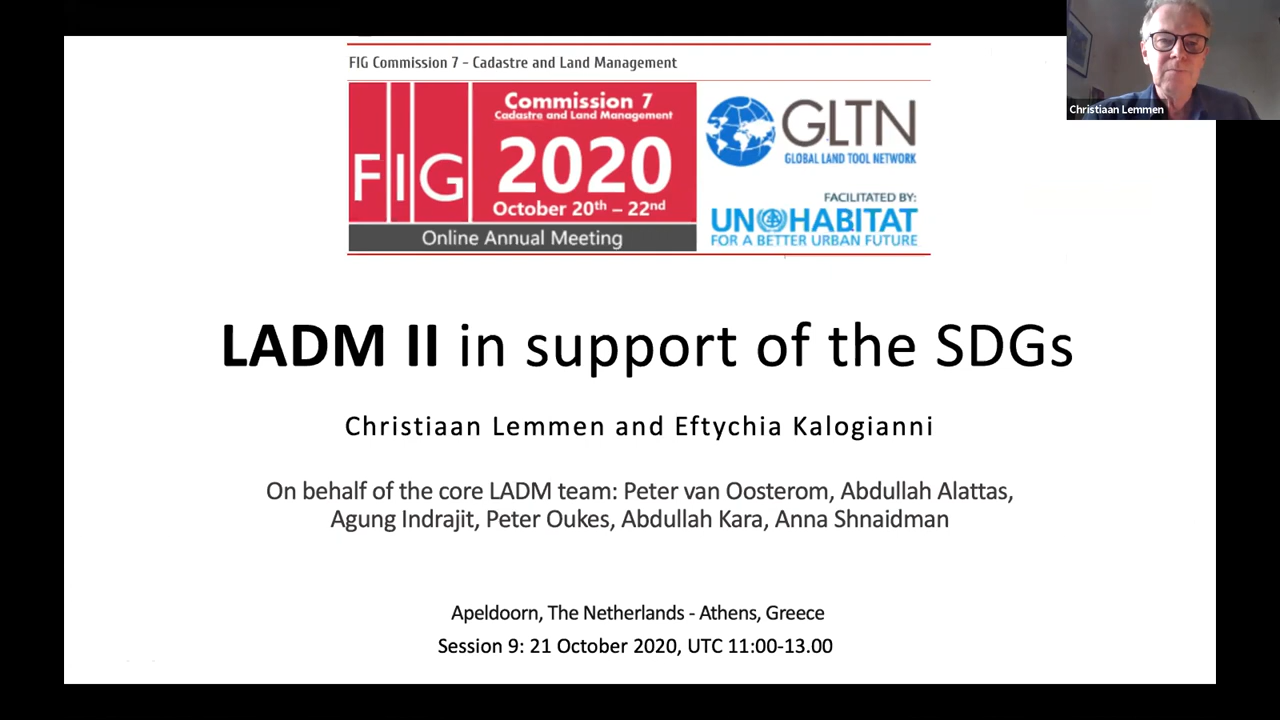 FIG Commission 7 - Cadastre and Land Management
FIG
Commission 7
Cadastre and Land Management
2020
October 20th – 22nd
Online Annual Meeting
GLTN
GLOBAL LAND TOOL NETWORK
FACILITATED BY:
UN HABITAT
FOR A BETTER URBAN FUTURE
Christiaan Lemmen
LADM II in support of the SDGs
Christiaan Lemmen and Eftychia Kalogianni
On behalf of the core LADM team: Peter van Oosterom, Abdullah Alattas,
Agung Indrajit, Peter Oukes, Abdullah Kara, Anna Shnaidman
Apeldoorn, The Netherlands - Athens, Greece
Session 9: 21 October 2020, UTC 11:00-13.00